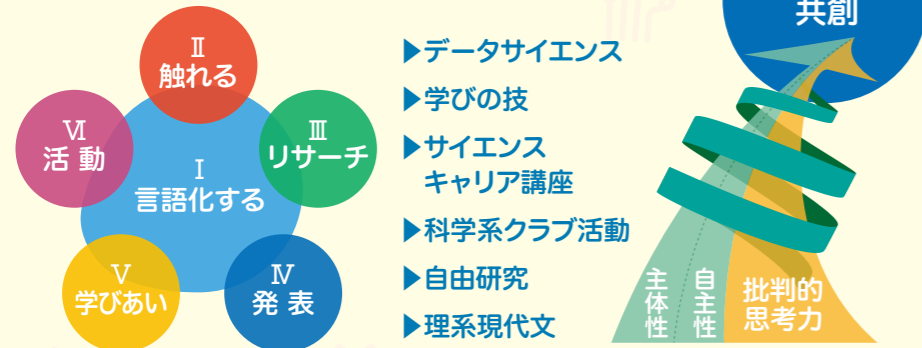 Ⅱ
触れる
Ⅵ
活 動
Ⅲ
リサーチ
Ⅰ
言語化する
Ⅴ
学びあい
Ⅳ
発 表
▶データサイエンス
▶学びの技
▶サイエンス
キャリア講座
▶科学系クラブ活動
▶自由研究
▶理系現代文
共創
主体性
自主性
批判的
思考力